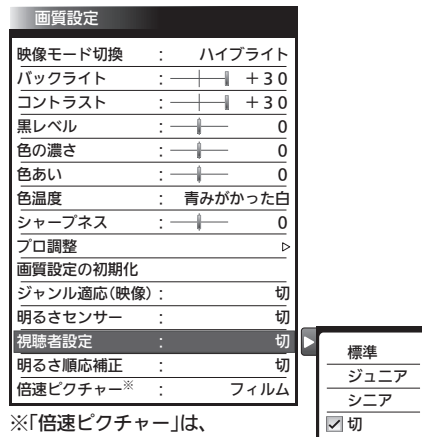 画質設定
映像モード切換 : ハイブライト
バックライト : +30
コントラスト : +30
黒レベル : 0
色の濃さ : 0
色あい : 0
色温度 : 青みがかった白
シャープネス : 0
プロ調整
画質設定の初期化
ジャンル適応(映像) : 切
明るさセンサー : 切
視聴者設定 : 切
明るさ順応補正 : 切
倍速ピクチャー※ : フィルム
標準
ジュニア
シニア
切
※「倍速ピクチャー」は、